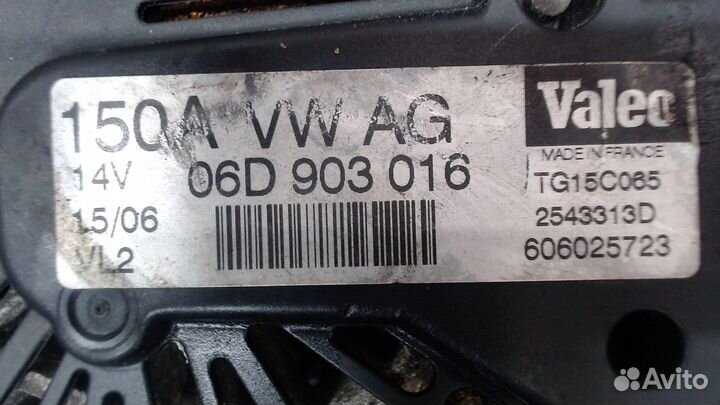 150A VW AG
14V 06D 903 016
15/06
VL2
Valeo
MADE IN FRANCE
TG15C065
2543313D
606025723
Avito